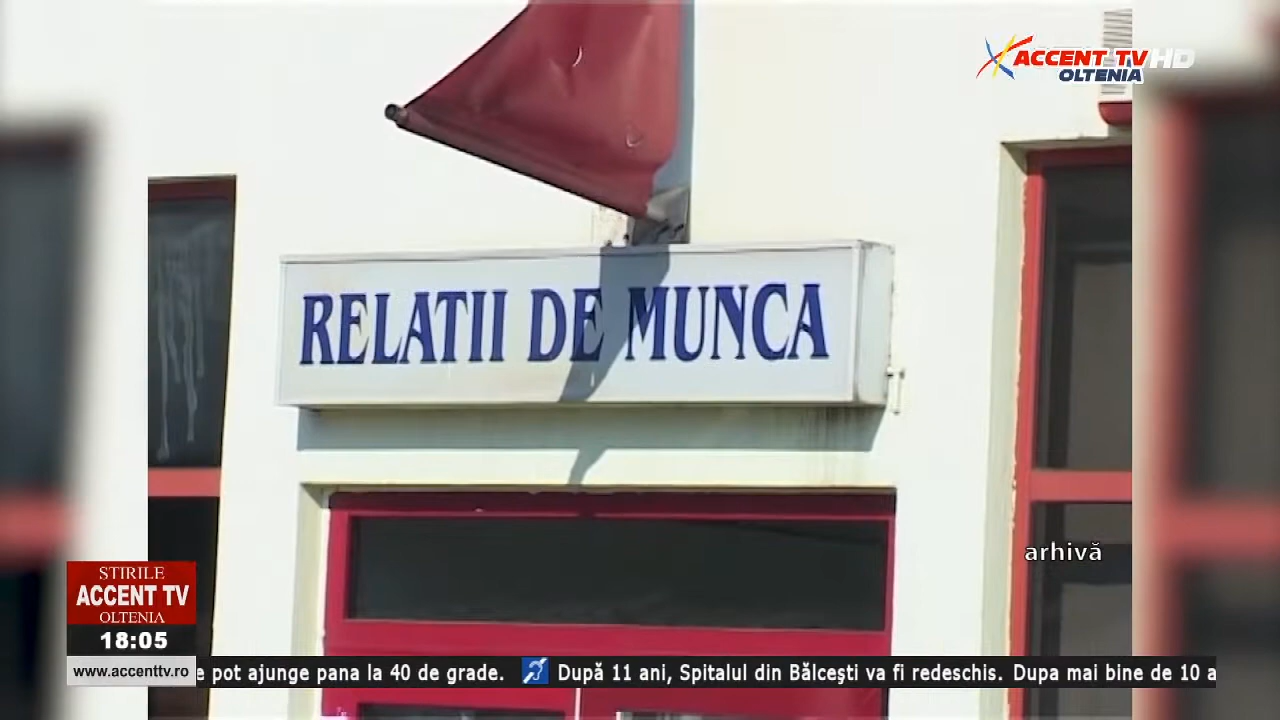 ACCENT TV HD
OLTENIA
RELATII DE MUNCA
arhivă
STIRILE
ACCENT TV
OLTENIA
18:05
www.accenttv.ro
e pot ajunge pana la 40 de grade. După 11 ani, Spitalul din Bălceşti va fi redeschis. Dupa mai bine de 10 a